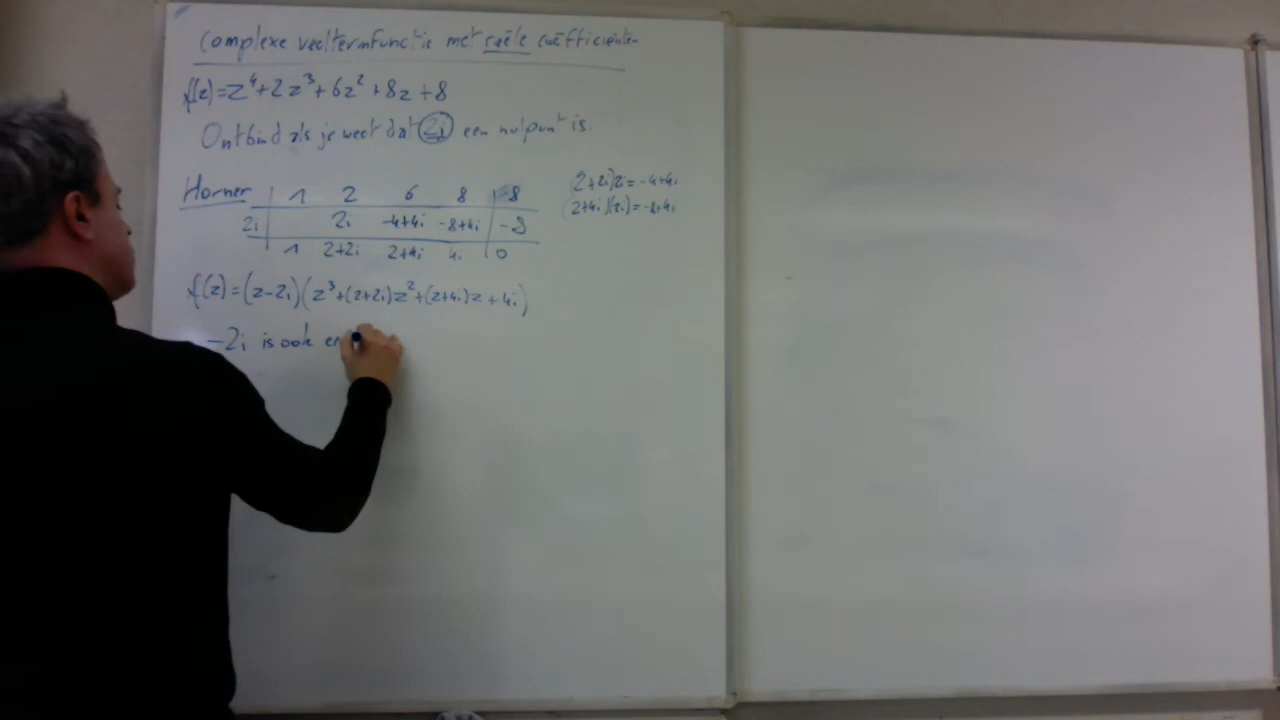 Complexe veeltermfunctie met reële coëfficiënten
f(z)=z⁴+2z³+6z²+8z+8
Ontbind als je weet dat 2i een nulpunt is.
Horner 1 2 6 8 8
2i 2i -4+4i -8+4i -8
1 2+2i 2+4i 4i 0
(2+2i)2i=-4+4i
(2+4i)(2i)=-8+4i
f(z)=(z-2i)(z³+(2+2i)z²+(2+4i)z+4i)
-2i is ook